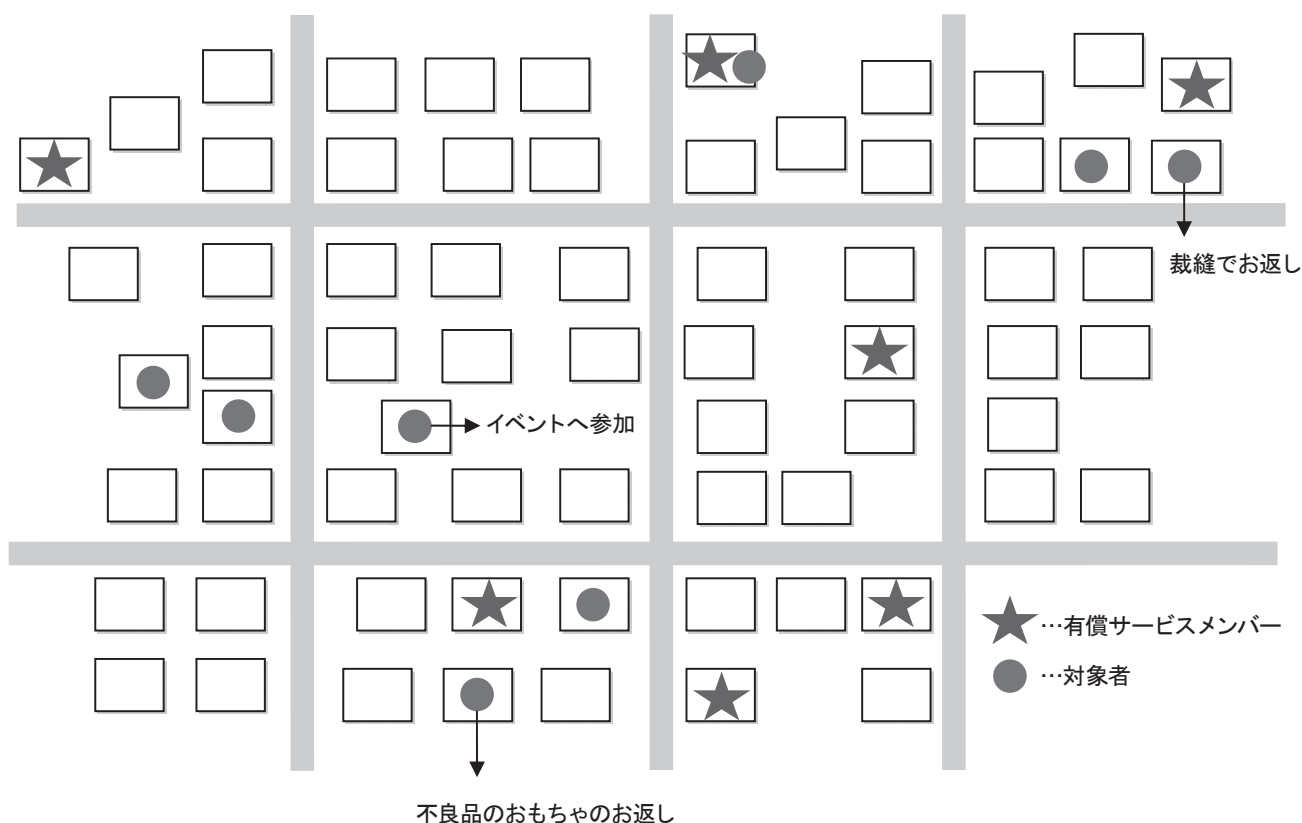 裁縫でお返し
イベントへ参加
…有償サービスメンバー
…対象者
不良品のおもちゃのお返し